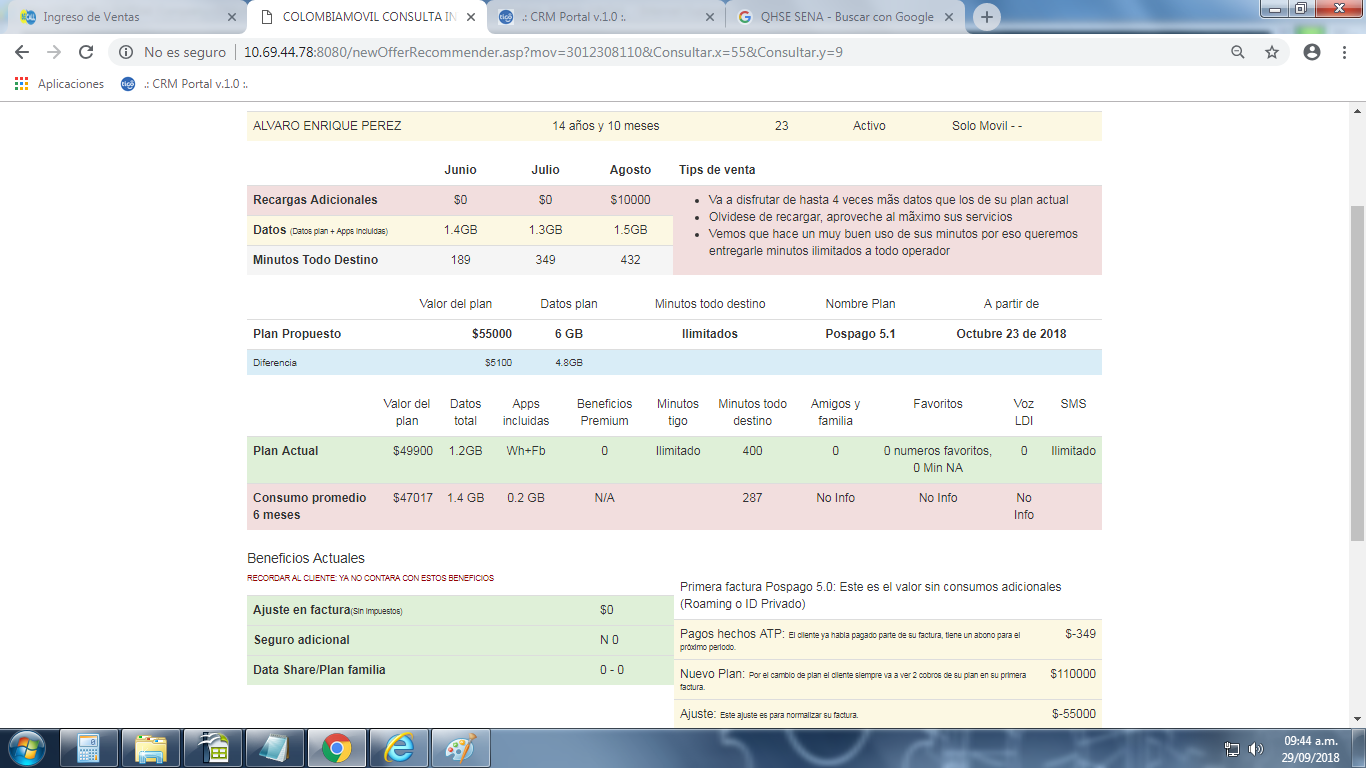 Ingreso de Ventas
COLOMBIAMOVIL CONSULTA IN
.: CRM Portal v.1.0 :.
QHSE SENA - Buscar con Google
No es seguro
10.69.44.78:8080/newOfferRecommender.asp?mov=3012308110&Consultar.x=55&Consultar.y=9
Aplicaciones
tigo
.: CRM Portal v.1.0 :.
ALVARO ENRIQUE PEREZ 14 años y 10 meses 23 Activo Solo Movil - -
Junio Julio Agosto Tips de venta
Recargas Adicionales $0 $0 $10000
Datos (Datos plan + Apps Incluidas) 1.4GB 1.3GB 1.5GB
Minutos Todo Destino 189 349 432
• Va a disfrutar de hasta 4 veces mãs datos que los de su plan actual
• Olvidese de recargar, aproveche al mãximo sus servicios
• Vemos que hace un muy buen uso de sus minutos por eso queremos
entregarle minutos ilimitados a todo operador
Valor del plan Datos plan Minutos todo destino Nombre Plan A partir de
Plan Propuesto $55000 6 GB Ilimitados Pospago 5.1 Octubre 23 de 2018
Diferencia $5100 4.8GB
Valor del Datos Apps Beneficios Minutos Minutos todo Amigos y Favoritos Voz SMS
plan total incluidas Premium tigo destino familia LDI
Plan Actual $49900 1.2GB Wh+Fb 0 Ilimitado 400 0 0 numeros favoritos, 0 Ilimitado
0 Min NA
Consumo promedio $47017 1.4 GB 0.2 GB N/A 287 No Info No Info No
6 meses Info
Beneficios Actuales
RECORDAR AL CLIENTE: YA NO CONTARA CON ESTOS BENEFICIOS
Ajuste en factura(Sin Impuestos) $0
Seguro adicional N 0
Data Share/Plan familia 0 - 0
Primera factura Pospago 5.0: Este es el valor sin consumos adicionales
(Roaming o ID Privado)
Pagos hechos ATP: El cliente ya habia pagado parte de su factura, tiene un abono para el $-349
próximo periodo.
Nuevo Plan: Por el cambio de plan el cliente siempre va a ver 2 cobros de su plan en su primera $110000
factura.
Ajuste: Este ajuste es para normalizar su factura. $-55000
09:44 a.m.
29/09/2018